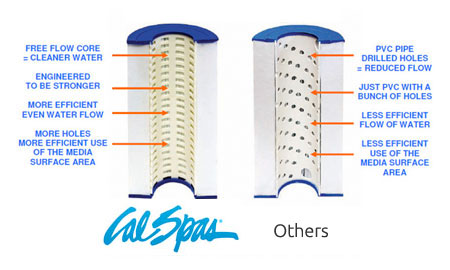 FREE FLOW CORE
= CLEANER WATER
ENGINEERED
TO BE STRONGER
MORE EFFICIENT
EVEN WATER FLOW
MORE HOLES
MORE EFFICIENT USE
OF THE MEDIA
SURFACE AREA
PVC PIPE
DRILLED HOLES
= REDUCED FLOW
JUST PVC WITH A
BUNCH OF HOLES
LESS EFFICIENT
FLOW OF WATER
LESS EFFICIENT
USE OF THE
MEDIA SURFACE
AREA
Cal Spas®
Others